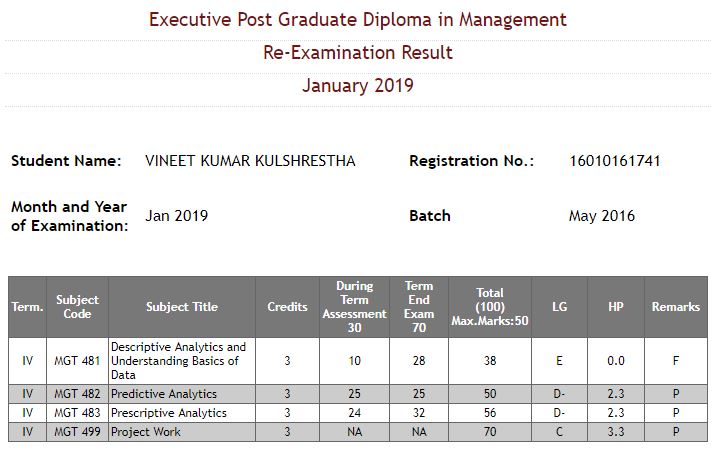 Executive Post Graduate Diploma in Management
Re-Examination Result
January 2019
Student Name: VINEET KUMAR KULSHRESTHA Registration No.: 16010161741
Month and Year
of Examination: Jan 2019 Batch May 2016
Term. Subject Code Subject Title Credits During Term Assessment 30 Term End Exam 70 Total (100) Max.Marks:50 LG HP Remarks
IV MGT 481 Descriptive Analytics and Understanding Basics of Data 3 10 28 38 E 0.0 F
IV MGT 482 Predictive Analytics 3 25 25 50 D- 2.3 P
IV MGT 483 Prescriptive Analytics 3 24 32 56 D- 2.3 P
IV MGT 499 Project Work 3 NA NA 70 C 3.3 P